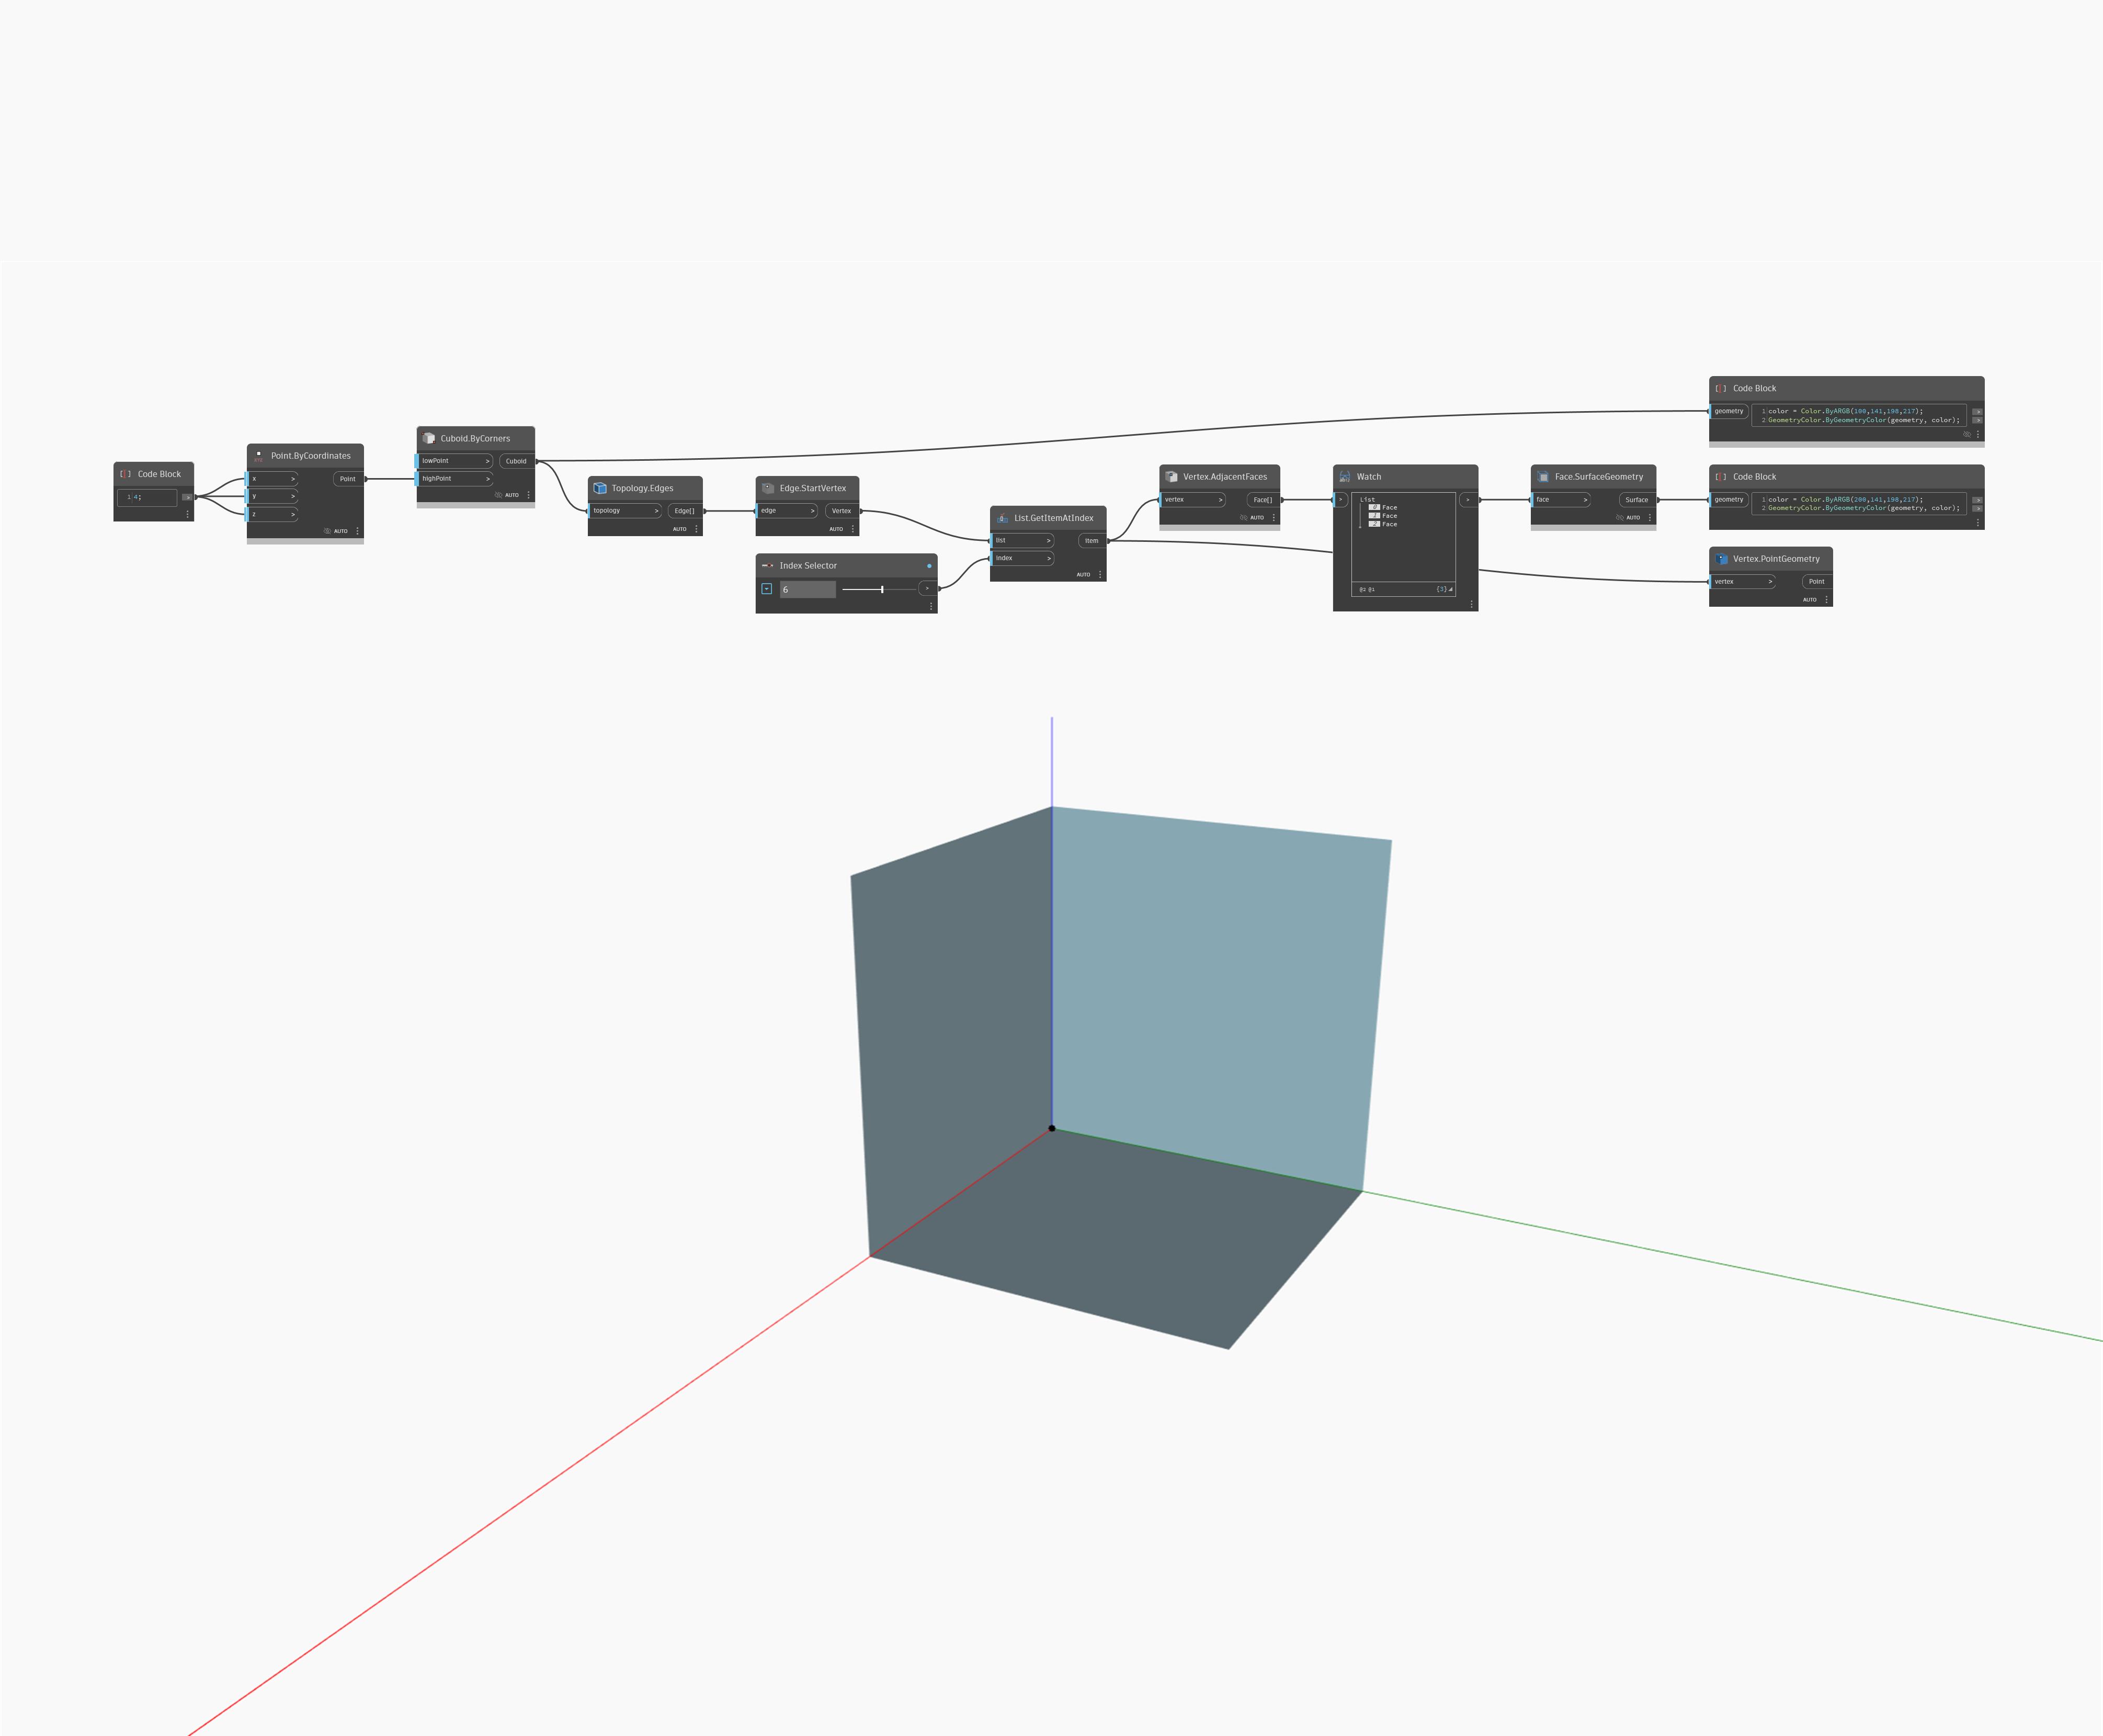 Code Block
1 4;
>
Point.ByCoordinates
x >
y >
z >
Point
AUTO
Cuboid.ByCorners
lowPoint >
highPoint >
Cuboid
AUTO
Topology.Edges
topology >
Edge[]
AUTO
Edge.StartVertex
edge >
Vertex
AUTO
Index Selector
6
List.GetItemAtIndex
list >
index >
Item
AUTO
Vertex.AdjacentFaces
vertex >
Face[]
AUTO
Watch
>
List
0 Face
1 Face
2 Face
@2 @1
{3}
>
Face.SurfaceGeometry
face >
Surface
AUTO
Code Block
geometry
1 color = Color.ByARGB(100,141,198,217);
2 GeometryColor.ByGeometryColor(geometry, color);
Code Block
geometry
1 color = Color.ByARGB(200,141,198,217);
2 GeometryColor.ByGeometryColor(geometry, color);
Vertex.PointGeometry
vertex >
Point
AUTO